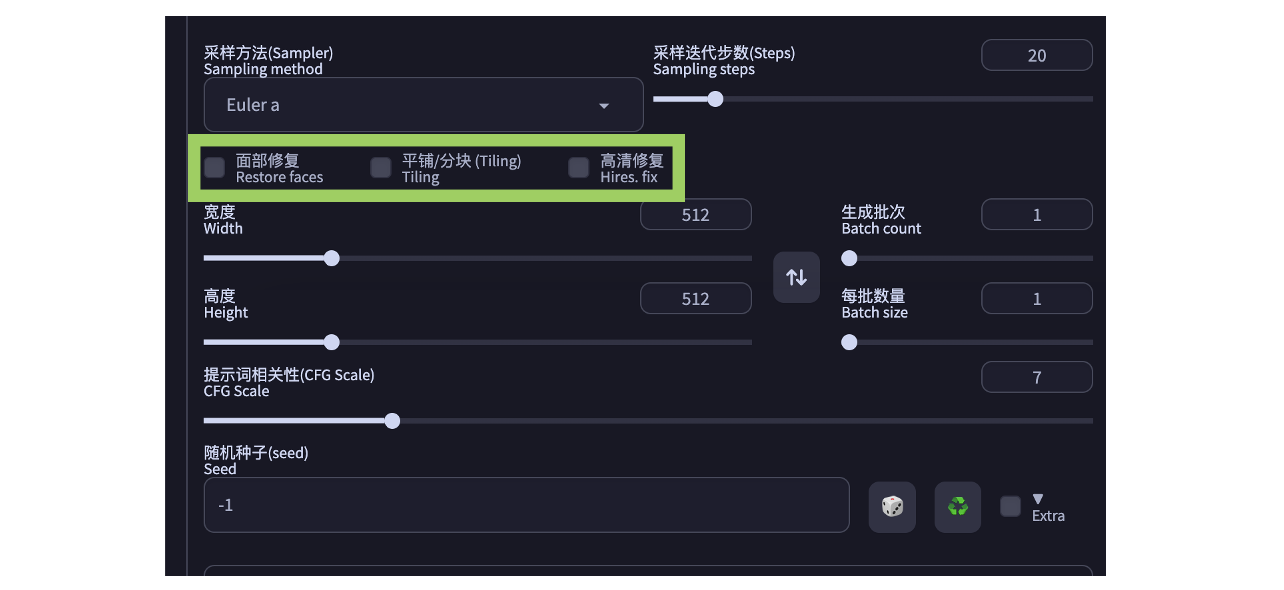 采样方法(Sampler)
Sampling method
Euler a
采样迭代步数(Steps)
Sampling steps
20
面部修复
Restore faces
平铺/分块 (Tiling)
Tiling
高清修复
Hires. fix
宽度
Width
512
高度
Height
512
生成批次
Batch count
1
每批数量
Batch size
1
提示词相关性(CFG Scale)
CFG Scale
7
随机种子(seed)
Seed
-1
Extra